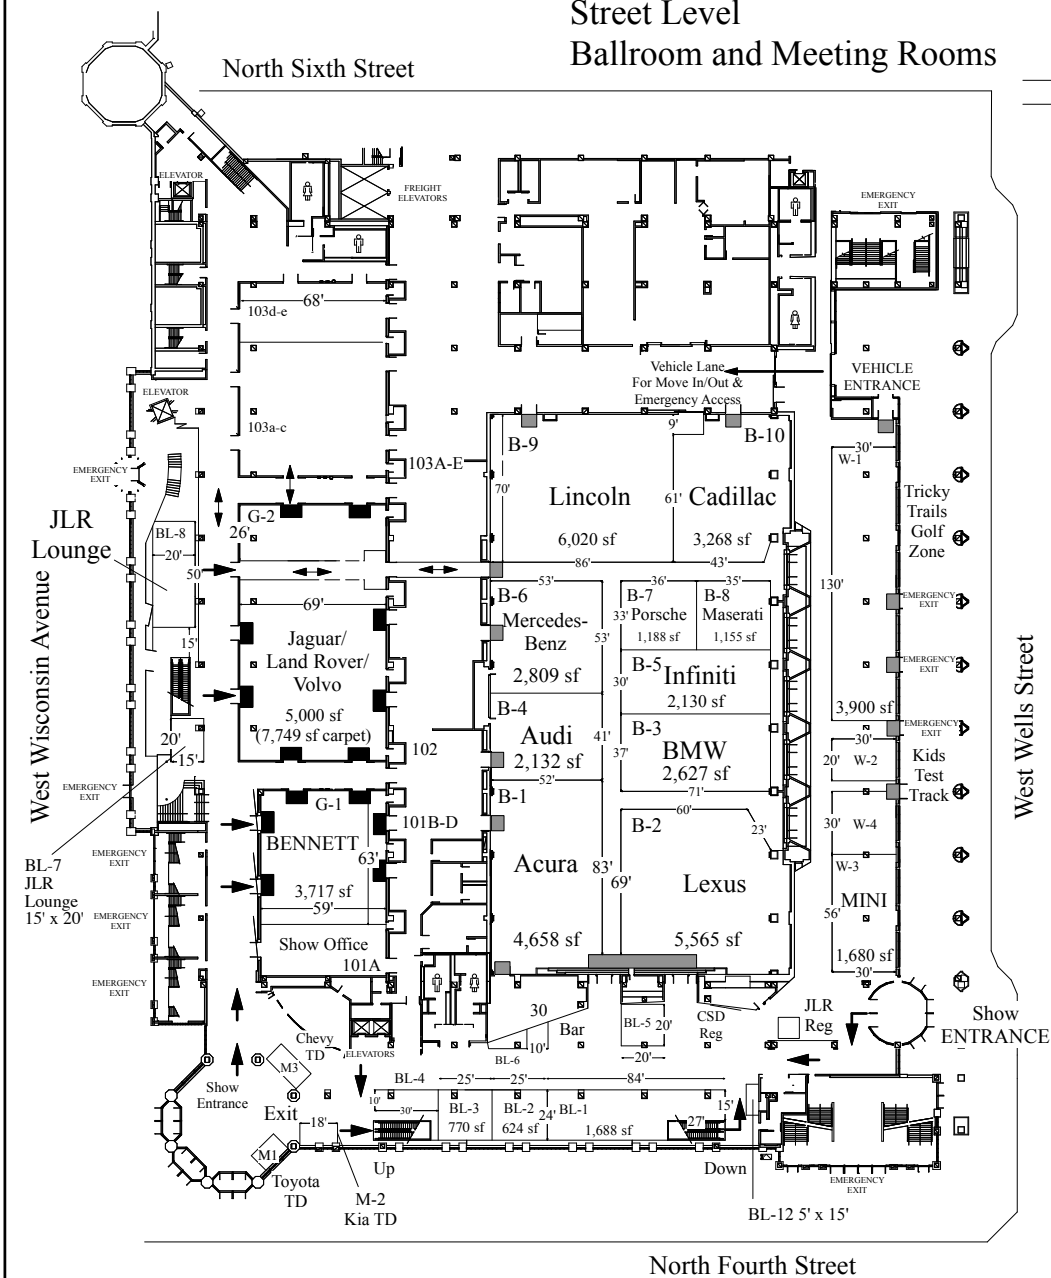 Street Level
Ballroom and Meeting Rooms
North Sixth Street
ELEVATOR
FREIGHT
ELEVATORS
EMERGENCY
EXIT
68'
103d-e
Vehicle Lane
For Move In/Out &
Emergency Access
VEHICLE
ENTRANCE
ELEVATOR
103a-c
9'
B-9
B-10
30'
W-1
EMERGENCY
EXIT
103A-E
70'
Lincoln
61'
Cadillac
Tricky
Trails
Golf
Zone
JLR
Lounge
G-2
26'
BL-8
20'
50'
6,020 sf
3,268 sf
86'
43'
130'
53'
36'
35'
B-6
B-7
B-8
EMERGENCY
EXIT
69'
Mercedes-
Benz
33'
Porsche
Maserati
53'
1,188 sf
1,155 sf
15'
Jaguar/
Land Rover/
Volvo
B-5
Infiniti
EMERGENCY
EXIT
2,809 sf
30'
2,130 sf
5,000 sf
(7,749 sf carpet)
B-4
B-3
3,900 sf
EMERGENCY
EXIT
20'
15'
102
Audi
2,132 sf
41'
37'
BMW
2,627 sf
30'
20'
W-2
Kids
Test
Track
52'
71'
EMERGENCY
EXIT
G-1
B-1
60'
B-2
23'
30'
W-4
101B-D
BENNETT
63'
EMERGENCY
EXIT
BL-7
JLR
Lounge
15' x 20'
W-3
Acura
83'
69'
Lexus
MINI
3,717 sf
59'
56'
EMERGENCY
EXIT
Show Office
101A
4,658 sf
5,565 sf
1,680 sf
30'
EMERGENCY
EXIT
West Wisconsin Avenue
West Wells Street
30
Bar
10'
BL-6
BL-5
20'
20'
CSD
Reg
JLR
Reg
Show
ENTRANCE
Chevy
TD
ELEVATORS
M3
Show
Entrance
BL-4
25'
25'
84'
10'
30'
Exit
BL-3
770 sf
BL-2
624 sf
24'
BL-1
1,688 sf
15'
27'
18'
M1
Up
Down
Toyota
TD
M-2
Kia TD
EMERGENCY
EXIT
BL-12 5' x 15'
North Fourth Street